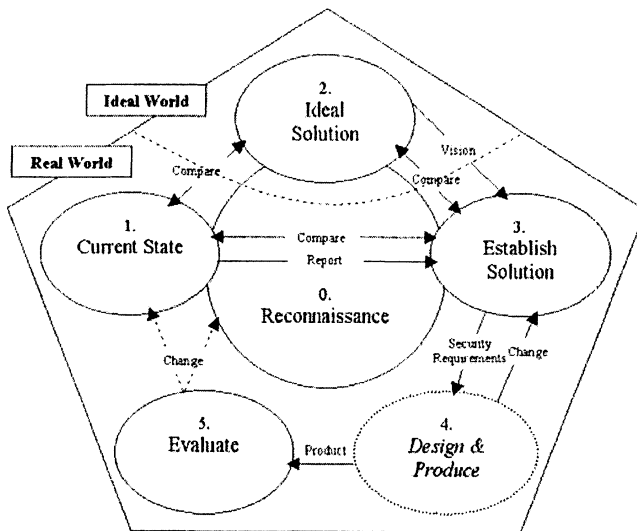 2.
Ideal
Solution
Ideal World
Real World
Vision
Compare
Compare
1.
Current State
Compare
Report
3.
Establish
Solution
0.
Reconnaissance
Change
Security
Requirements
Change
5.
Evaluate
Product
4.
Design &
Produce